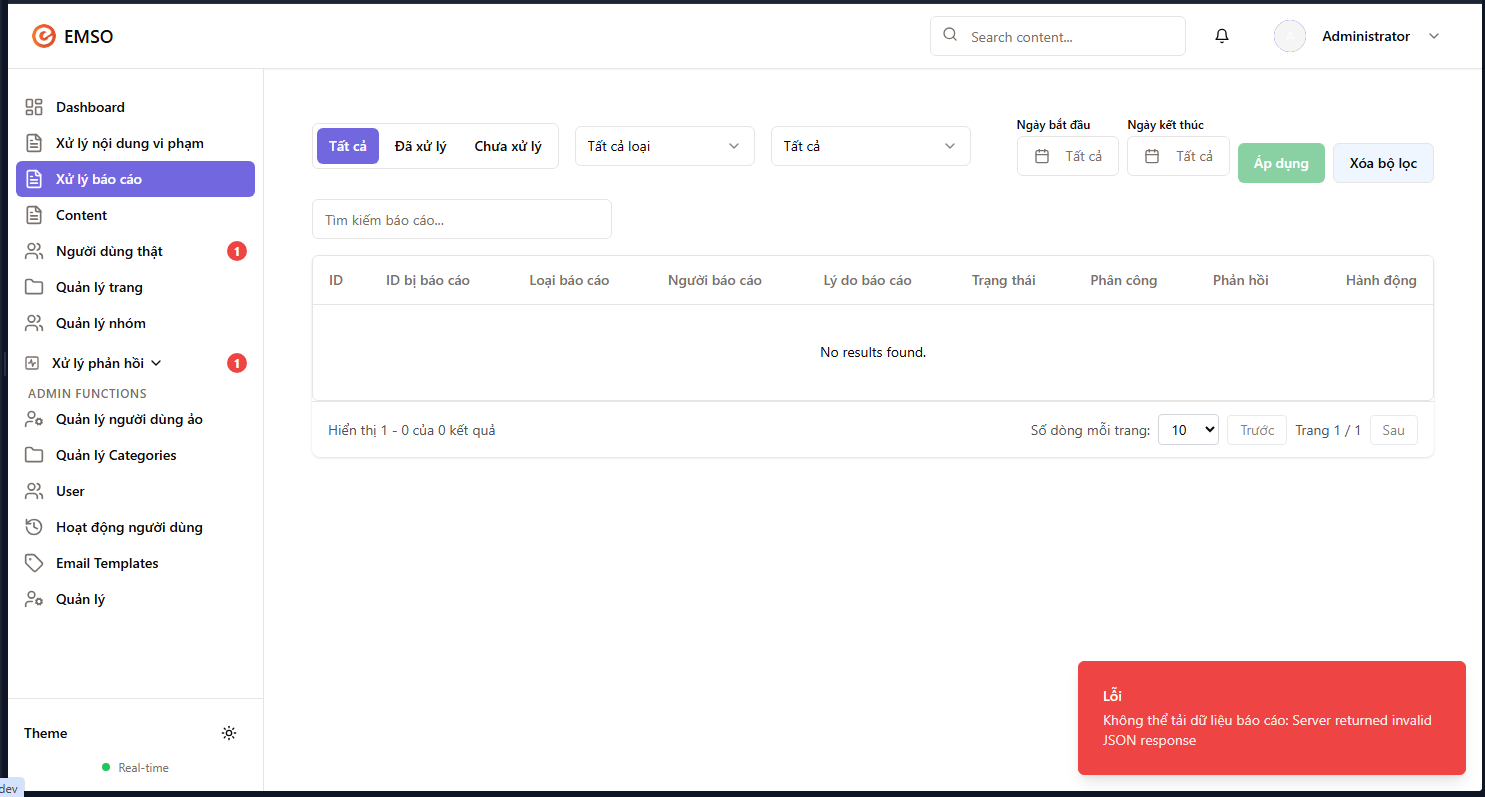 EMSO
Search content...
Administrator
Dashboard
Xử lý nội dung vi phạm
Xử lý báo cáo
Content
Người dùng thật
1
Quản lý trang
Quản lý nhóm
Xử lý phản hồi
1
ADMIN FUNCTIONS
Quản lý người dùng ảo
Quản lý Categories
User
Hoạt động người dùng
Email Templates
Quản lý
Theme
Real-time
dev
Tất cả Đã xử lý Chưa xử lý
Tất cả loại
Tất cả
Ngày bắt đầu
Tất cả
Ngày kết thúc
Tất cả
Áp dụng
Xóa bộ lọc
Tìm kiếm báo cáo...
ID ID bị báo cáo Loại báo cáo Người báo cáo Lý do báo cáo Trạng thái Phân công Phản hồi Hành động
No results found.
Hiển thị 1 - 0 của 0 kết quả
Số dòng mỗi trang: 10 Trước Trang 1 / 1 Sau
Lỗi
Không thể tải dữ liệu báo cáo: Server returned invalid
JSON response